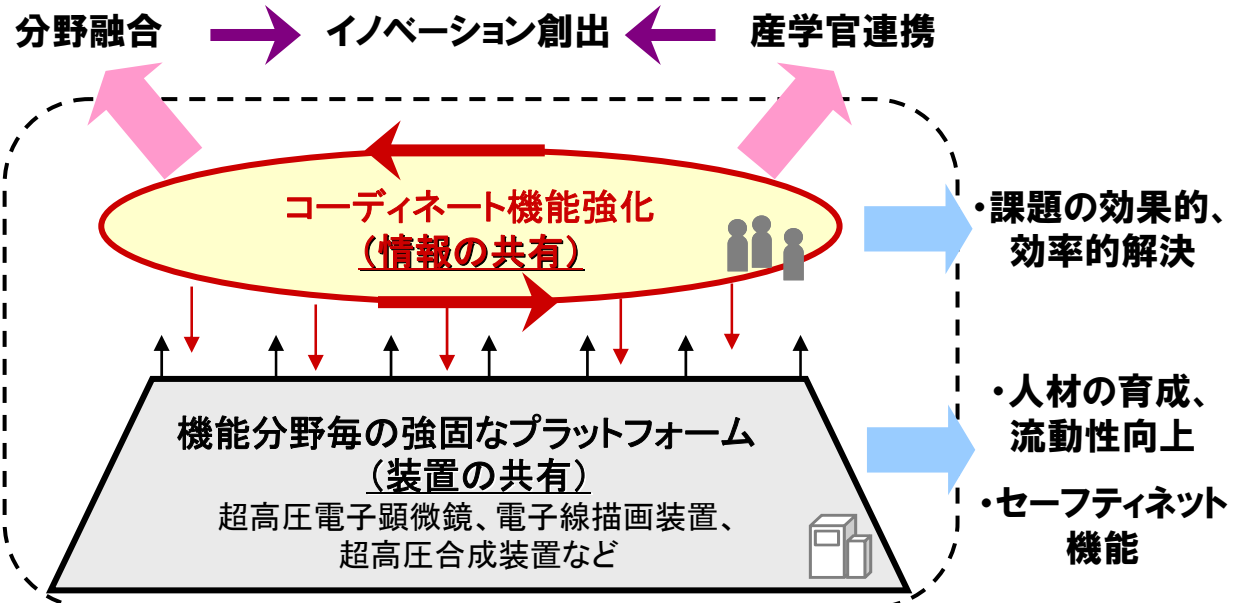 分野融合
イノベーション創出
産学官連携
コーディネート機能強化
（情報の共有）
・課題の効果的、
効率的解決
機能分野毎の強固なプラットフォーム
（装置の共有）
超高圧電子顕微鏡、電子線描画装置、
超高圧合成装置など
・人材の育成、
流動性向上
・セーフティネット
機能